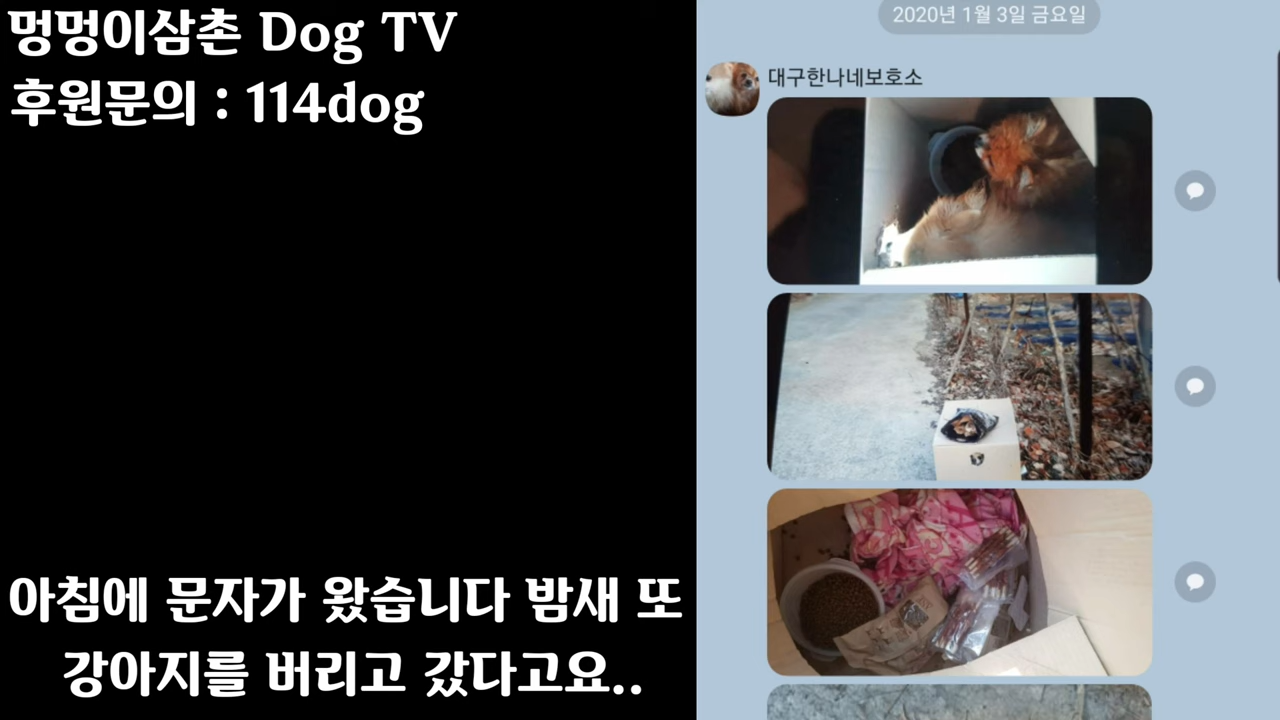 멍멍이삼촌 Dog TV
후원문의 : 114dog
아침에 문자가 왔습니다 밤새 또
강아지를 버리고 갔다고요..
2020년 1월 3일 금요일
대구한나네보호소